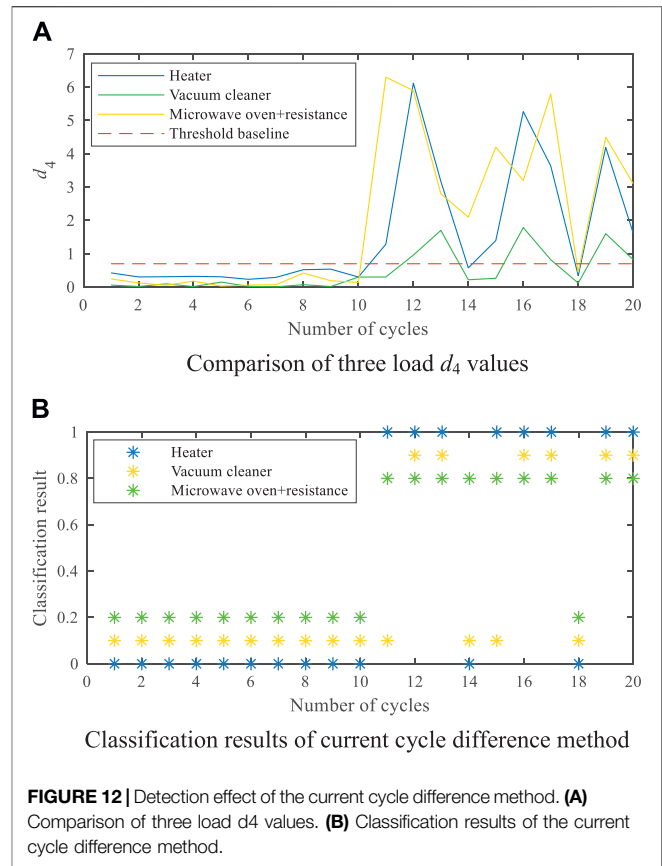 A
7
6
5
4
3
2
1
0
d4
Heater
Vacuum cleaner
Microwave oven+resistance
Threshold baseline
0 2 4 6 8 10 12 14 16 18 20
Number of cycles
Comparison of three load d4 values
B
1
0.8
0.6
0.4
0.2
0
Classification result
Heater
Vacuum cleaner
Microwave oven+resistance
0 2 4 6 8 10 12 14 16 18 20
Number of cycles
Classification results of current cycle difference method
FIGURE 12 | Detection effect of the current cycle difference method. (A)
Comparison of three load d4 values. (B) Classification results of the current
cycle difference method.